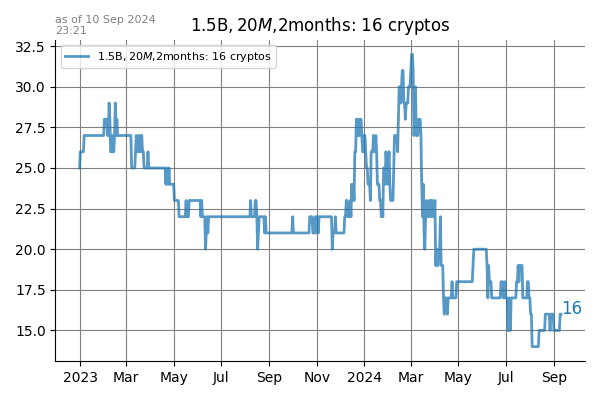 as of 10 Sep 2024
23:21
1.5B, 20M,2months: 16 cryptos
1.5B, 20M,2months: 16 cryptos
32.5
30.0
27.5
25.0
22.5
20.0
17.5
15.0
16
2023 Mar May Jul Sep Nov 2024 Mar May Jul Sep